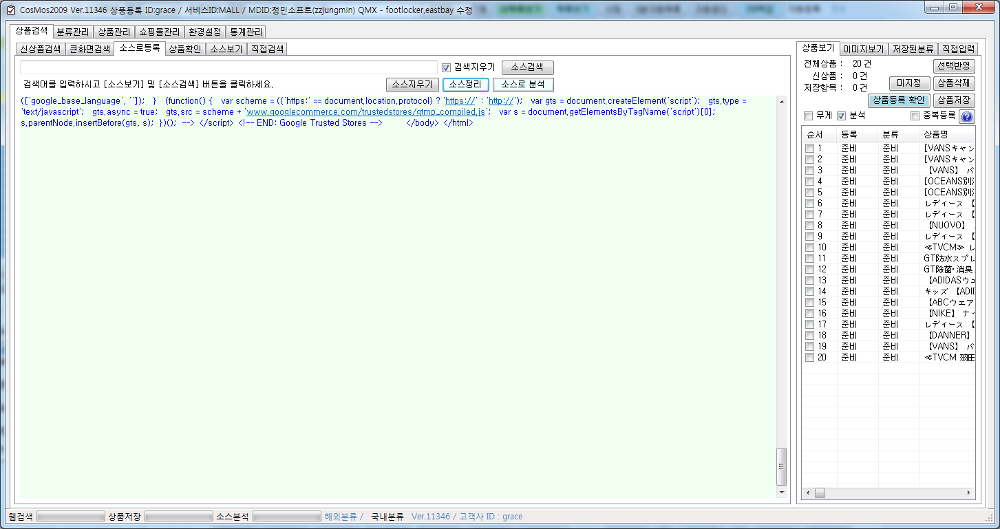 CosMos2009 Ver.11346 상품등록 ID:grace / 서비스ID:MALL / MDID:정민소프트(zzjungmin) QMX - footlocker,eastbay 수정
상품검색 분류관리 상품관리 쇼핑몰관리 환경설정 통계관리
신상품검색 큰화면검색 소스로등록 상품확인 소스보기 직접검색
검색지우기 소스검색
검색어를 입력하시고 [소스보기] 및 [소스검색] 버튼을 클릭하세요.
소스지우기 소스정리 소스로 분석
(['google_base_language', '']);   }   (function() {   var scheme = (('https:' == document.location.protocol) ? 'https://' : 'http://');   var gts = document.createElement('script');   gts.type =
'text/javascript';   gts.async = true;   gts.src = scheme + 'www.googlecommerce.com/trustedstores/gtmp_compiled.js';   var s = document.getElementsByTagName('script')[0];
s.parentNode.insertBefore(gts, s);  })();  --> </script> <!-- END: Google Trusted Stores -->       </body> </html>
상품보기 이미지보기 저장된분류 직접입력
전체상품 : 20 건
선택반영
신상품 : 0 건
미지정 상품삭제
저장항목 : 0 건
상품등록 확인 상품저장
무게 분석 중복등록
순서 등록 분류 상품명
1 준비 준비 [VANSキャン
2 준비 준비 [VANSキャン
3 준비 준비 【VANS】 バ
4 준비 준비 [OCEANS別
5 준비 준비 [OCEANS別
6 준비 준비 レディース 【
7 준비 준비 レディース 【
8 준비 준비 【NUOVO】
9 준비 준비 レディース 【
10 준비 준비 ≪TVCM≫ レ
11 준비 준비 GT防水スプレ
12 준비 준비 GT除菌·消臭
13 준비 준비 【ADIDASウェ
14 준비 준비 キッズ 【ADID
15 준비 준비 【ABCウェア
16 준비 준비 【NIKE】 ナイ
17 준비 준비 レディース 【
18 준비 준비 【DANNER】
19 준비 준비 【VANS】 バ
20 준비 준비 ≪TVCM 羽田
웹검색 상품저장 소스분석 해외분류 / 국내분류 Ver.11346 / 고객사 ID : grace